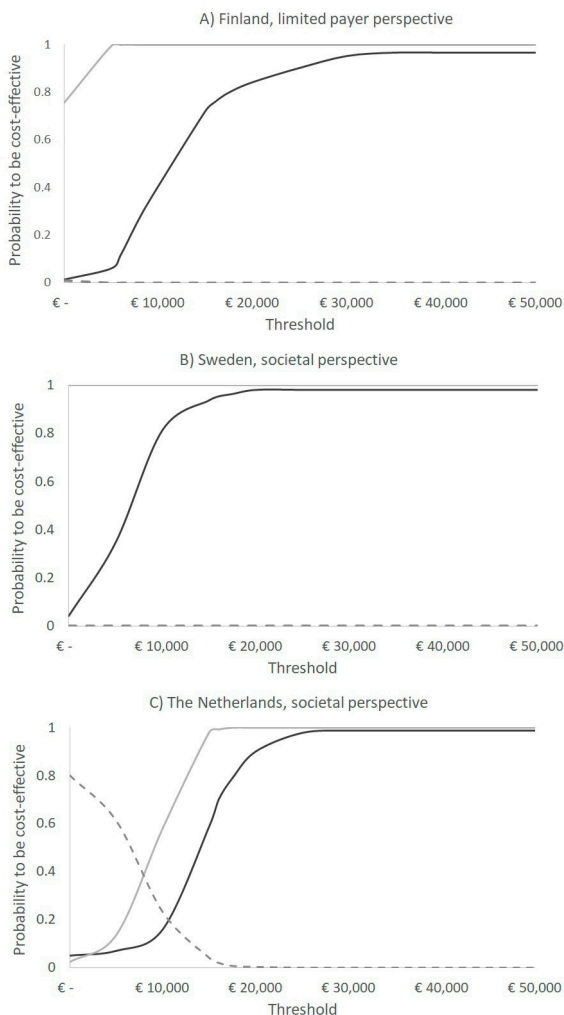 A) Finland, limited payer perspective
Probability to be cost-effective
1
0.8
0.6
0.4
0.2
0
€ - € 10,000 € 20,000 € 30,000 € 40,000 € 50,000
Threshold
B) Sweden, societal perspective
Probability to be cost-effective
1
0.8
0.6
0.4
0.2
0
€ - € 10,000 € 20,000 € 30,000 € 40,000 € 50,000
Threshold
C) The Netherlands, societal perspective
Probability to be cost-effective
1
0.8
0.6
0.4
0.2
0
€ - € 10,000 € 20,000 € 30,000 € 40,000 € 50,000
Threshold